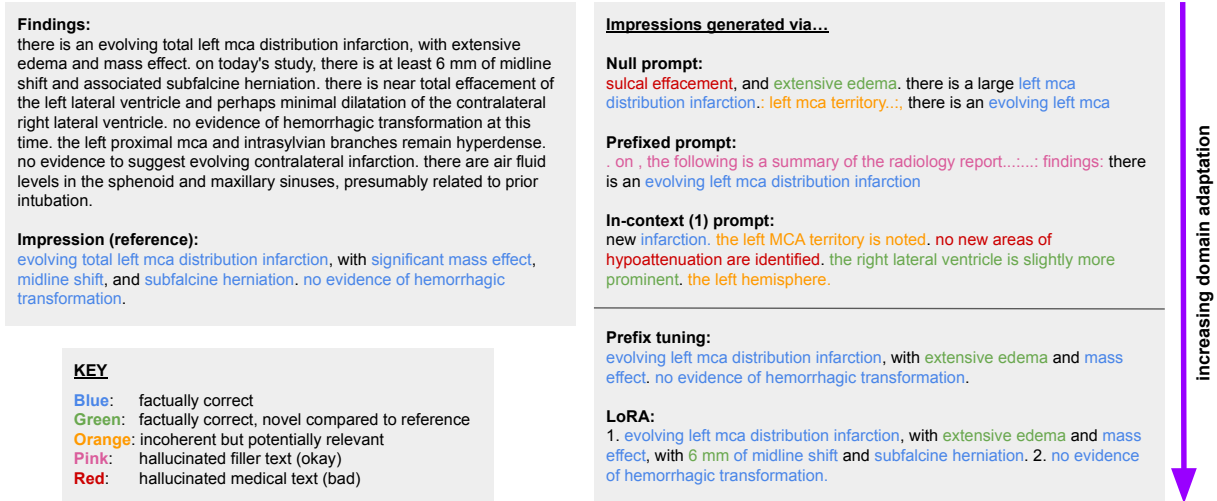 Findings:
there is an evolving total left mca distribution infarction, with extensive
edema and mass effect. on today's study, there is at least 6 mm of midline
shift and associated subfalcine herniation. there is near total effacement of
the left lateral ventricle and perhaps minimal dilatation of the contralateral
right lateral ventricle. no evidence of hemorrhagic transformation at this
time. the left proximal mca and intrasylvian branches remain hyperdense.
no evidence to suggest evolving contralateral infarction. there are air fluid
levels in the sphenoid and maxillary sinuses, presumably related to prior
intubation.
Impression (reference):
evolving total left mca distribution infarction, with significant mass effect,
midline shift, and subfalcine herniation. no evidence of hemorrhagic
transformation.
KEY
Blue: factually correct
Green: factually correct, novel compared to reference
Orange: incoherent but potentially relevant
Pink: hallucinated filler text (okay)
Red: hallucinated medical text (bad)
Impressions generated via…
Null prompt:
sulcal effacement, and extensive edema. there is a large left mca
distribution infarction.: left mca territory..:, there is an evolving left mca
Prefixed prompt:
. on , the following is a summary of the radiology report...:...: findings: there
is an evolving left mca distribution infarction
In-context (1) prompt:
new infarction. the left MCA territory is noted. no new areas of
hypoattenuation are identified. the right lateral ventricle is slightly more
prominent. the left hemisphere.
Prefix tuning:
evolving left mca distribution infarction, with extensive edema and mass
effect. no evidence of hemorrhagic transformation.
LoRA:
1. evolving left mca distribution infarction, with extensive edema and mass
effect, with 6 mm of midline shift and subfalcine herniation. 2. no evidence
of hemorrhagic transformation.
increasing domain adaptation